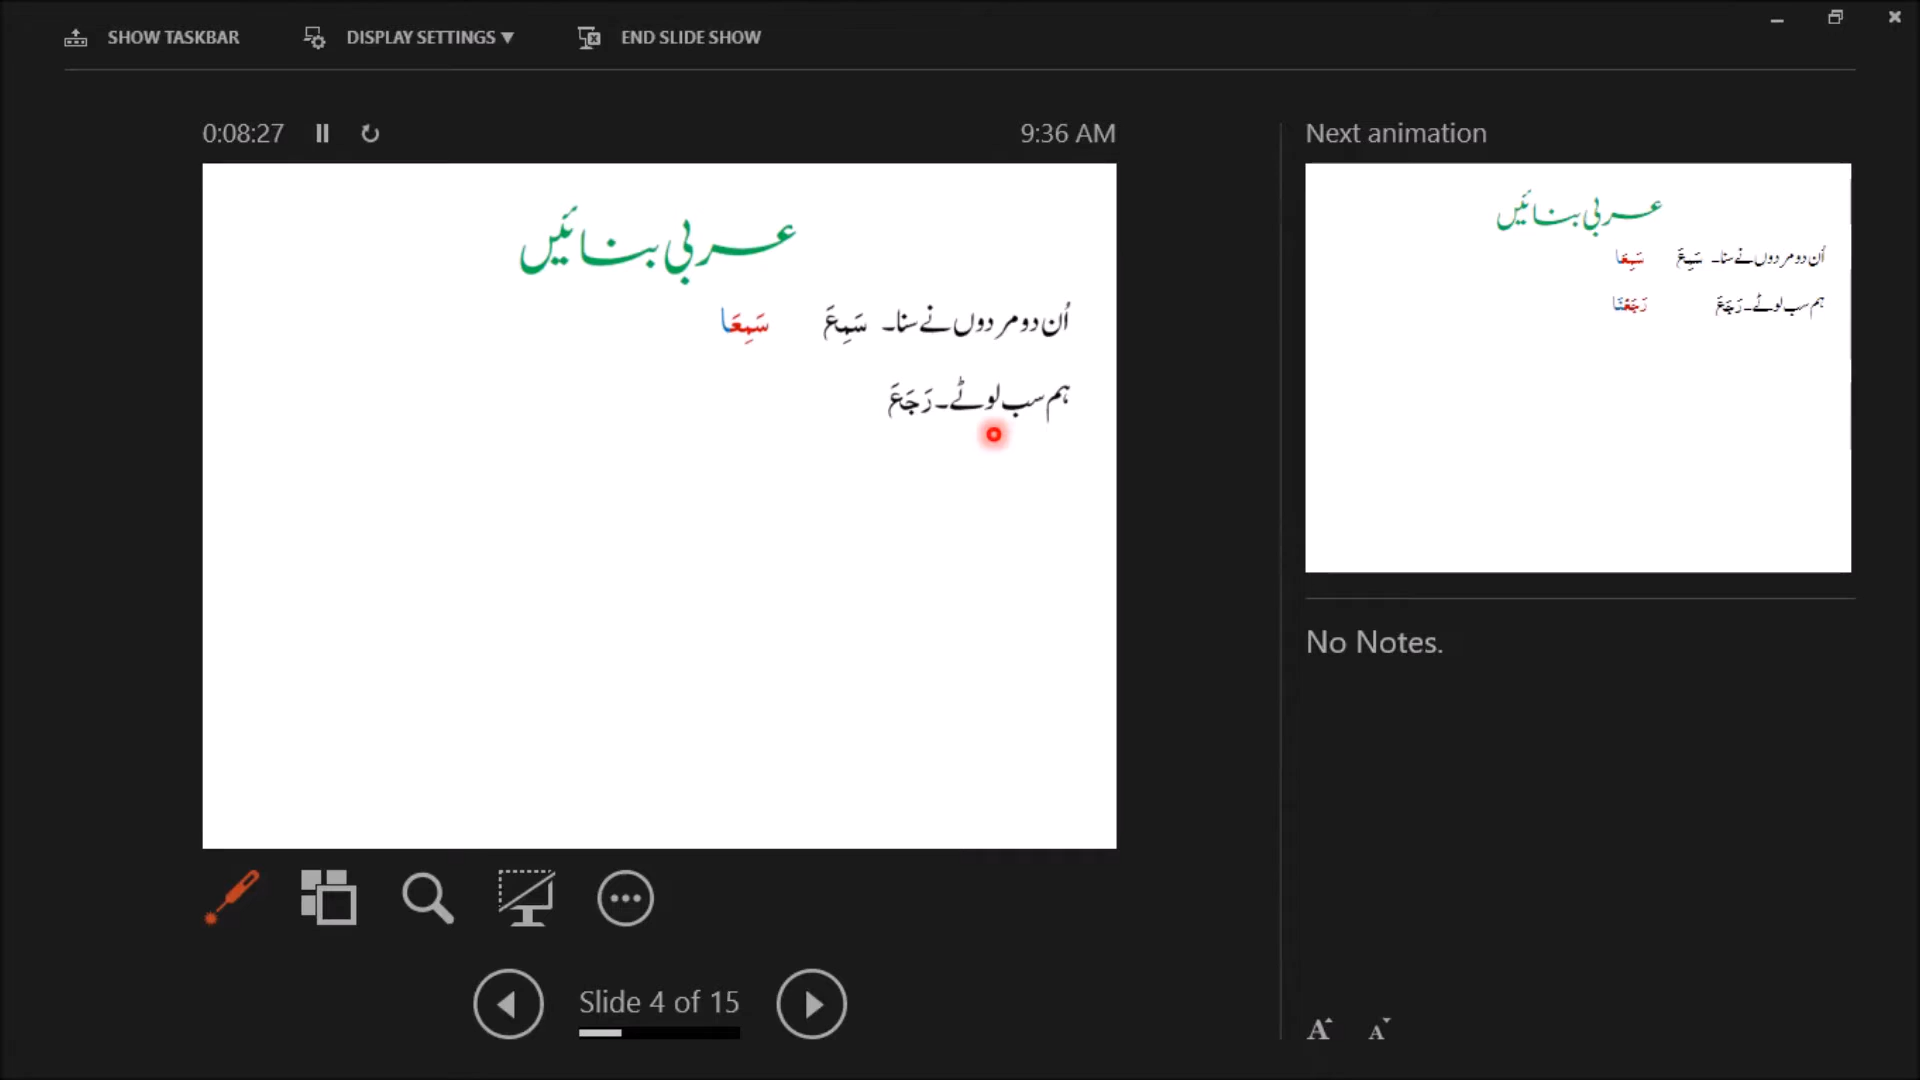 SHOW TASKBAR
DISPLAY SETTINGS
END SLIDE SHOW
0:08:27
9:36 AM
عربی بنائیں
اُن دو مردوں نے سنا۔ سَمِعَ سَمِعَا
ہم سب لوٹے۔ رَجَعَ
Next animation
عربی بنائیں
اُن دو مردوں نے سنا۔ سَمِعَ سَمِعَا
ہم سب لوٹے۔ رَجَعَ رَجَعْنَا
No Notes.
Slide 4 of 15
A A